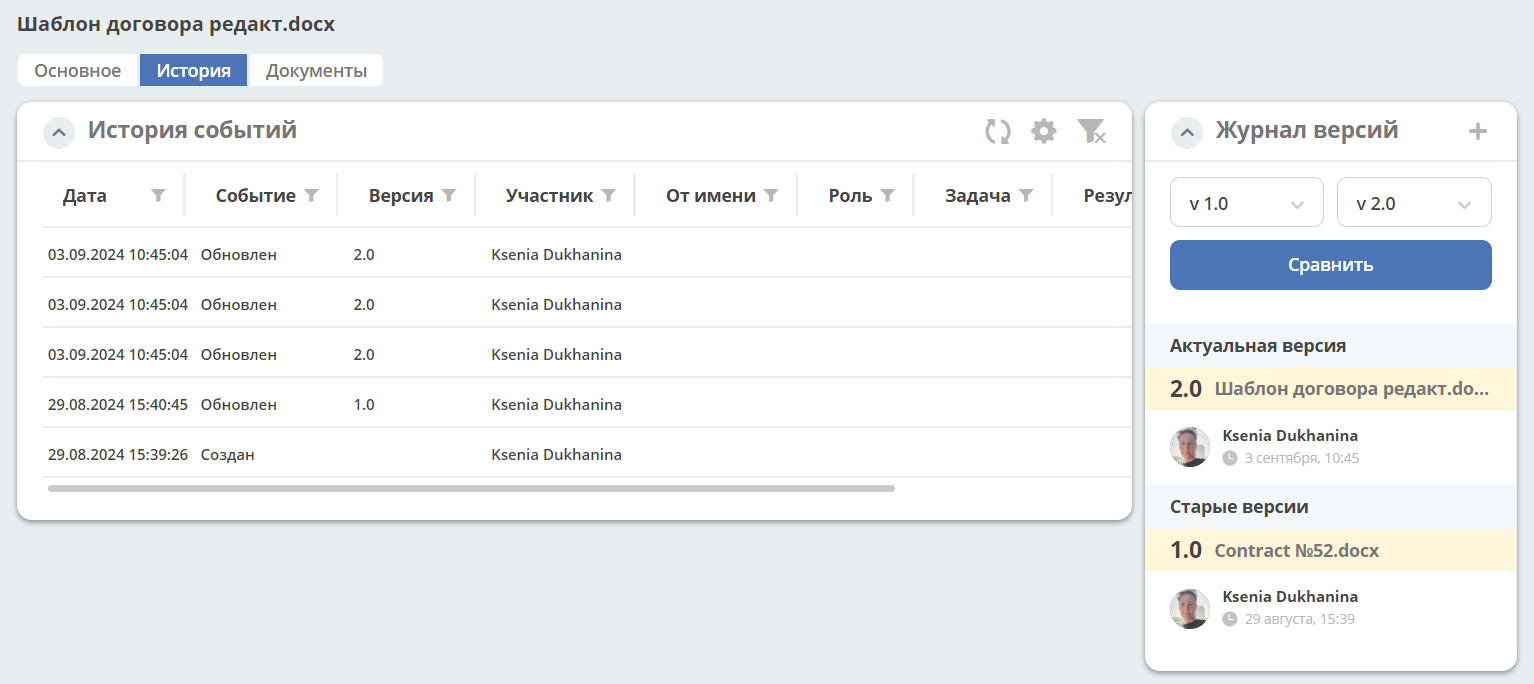 Шаблон договора редакт.docx
Основное История Документы
История событий
Дата Событие Версия Участник От имени Роль Задача Резул
03.09.2024 10:45:04 Обновлен 2.0 Ksenia Dukhanina
03.09.2024 10:45:04 Обновлен 2.0 Ksenia Dukhanina
03.09.2024 10:45:04 Обновлен 2.0 Ksenia Dukhanina
29.08.2024 15:40:45 Обновлен 1.0 Ksenia Dukhanina
29.08.2024 15:39:26 Создан Ksenia Dukhanina
Журнал версий
v 1.0 v 2.0
Сравнить
Актуальная версия
2.0 Шаблон договора редакт.do...
Ksenia Dukhanina
3 сентября, 10:45
Старые версии
1.0 Contract №52.docx
Ksenia Dukhanina
29 августа, 15:39